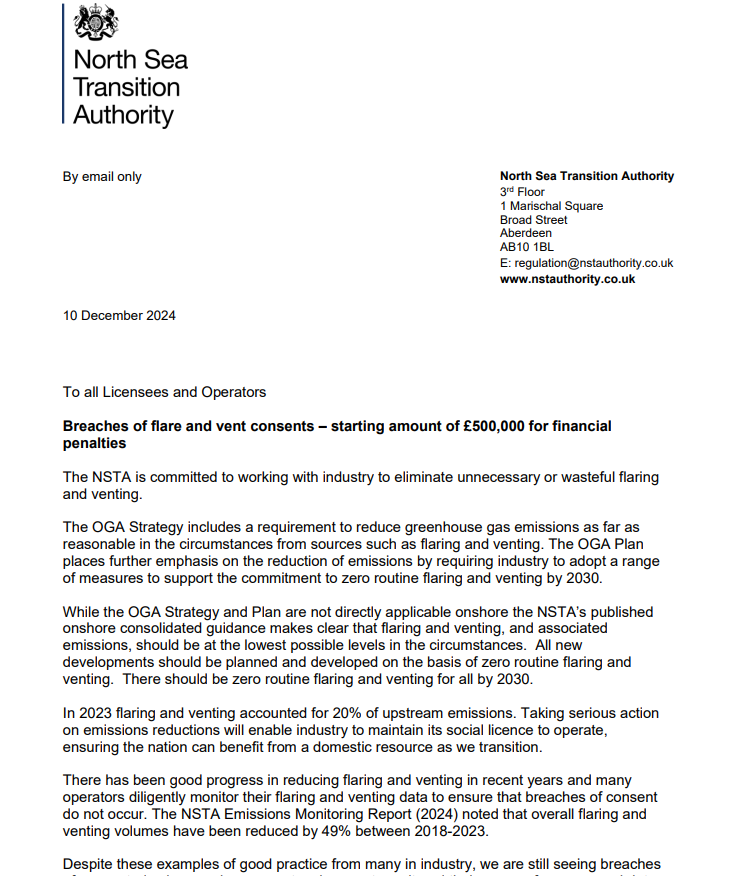 North Sea
Transition
Authority
By email only
North Sea Transition Authority
3rd Floor
1 Marischal Square
Broad Street
Aberdeen
AB10 1BL
E: regulation@nstauthority.co.uk
www.nstauthority.co.uk
10 December 2024
To all Licensees and Operators
Breaches of flare and vent consents – starting amount of £500,000 for financial
penalties
The NSTA is committed to working with industry to eliminate unnecessary or wasteful flaring
and venting.
The OGA Strategy includes a requirement to reduce greenhouse gas emissions as far as
reasonable in the circumstances from sources such as flaring and venting. The OGA Plan
places further emphasis on the reduction of emissions by requiring industry to adopt a range
of measures to support the commitment to zero routine flaring and venting by 2030.
While the OGA Strategy and Plan are not directly applicable onshore the NSTA’s published
onshore consolidated guidance makes clear that flaring and venting, and associated
emissions, should be at the lowest possible levels in the circumstances.  All new
developments should be planned and developed on the basis of zero routine flaring and
venting.  There should be zero routine flaring and venting for all by 2030.
In 2023 flaring and venting accounted for 20% of upstream emissions. Taking serious action
on emissions reductions will enable industry to maintain its social licence to operate,
ensuring the nation can benefit from a domestic resource as we transition.
There has been good progress in reducing flaring and venting in recent years and many
operators diligently monitor their flaring and venting data to ensure that breaches of consent
do not occur. The NSTA Emissions Monitoring Report (2024) noted that overall flaring and
venting volumes have been reduced by 49% between 2018-2023.
Despite these examples of good practice from many in industry, we are still seeing breaches